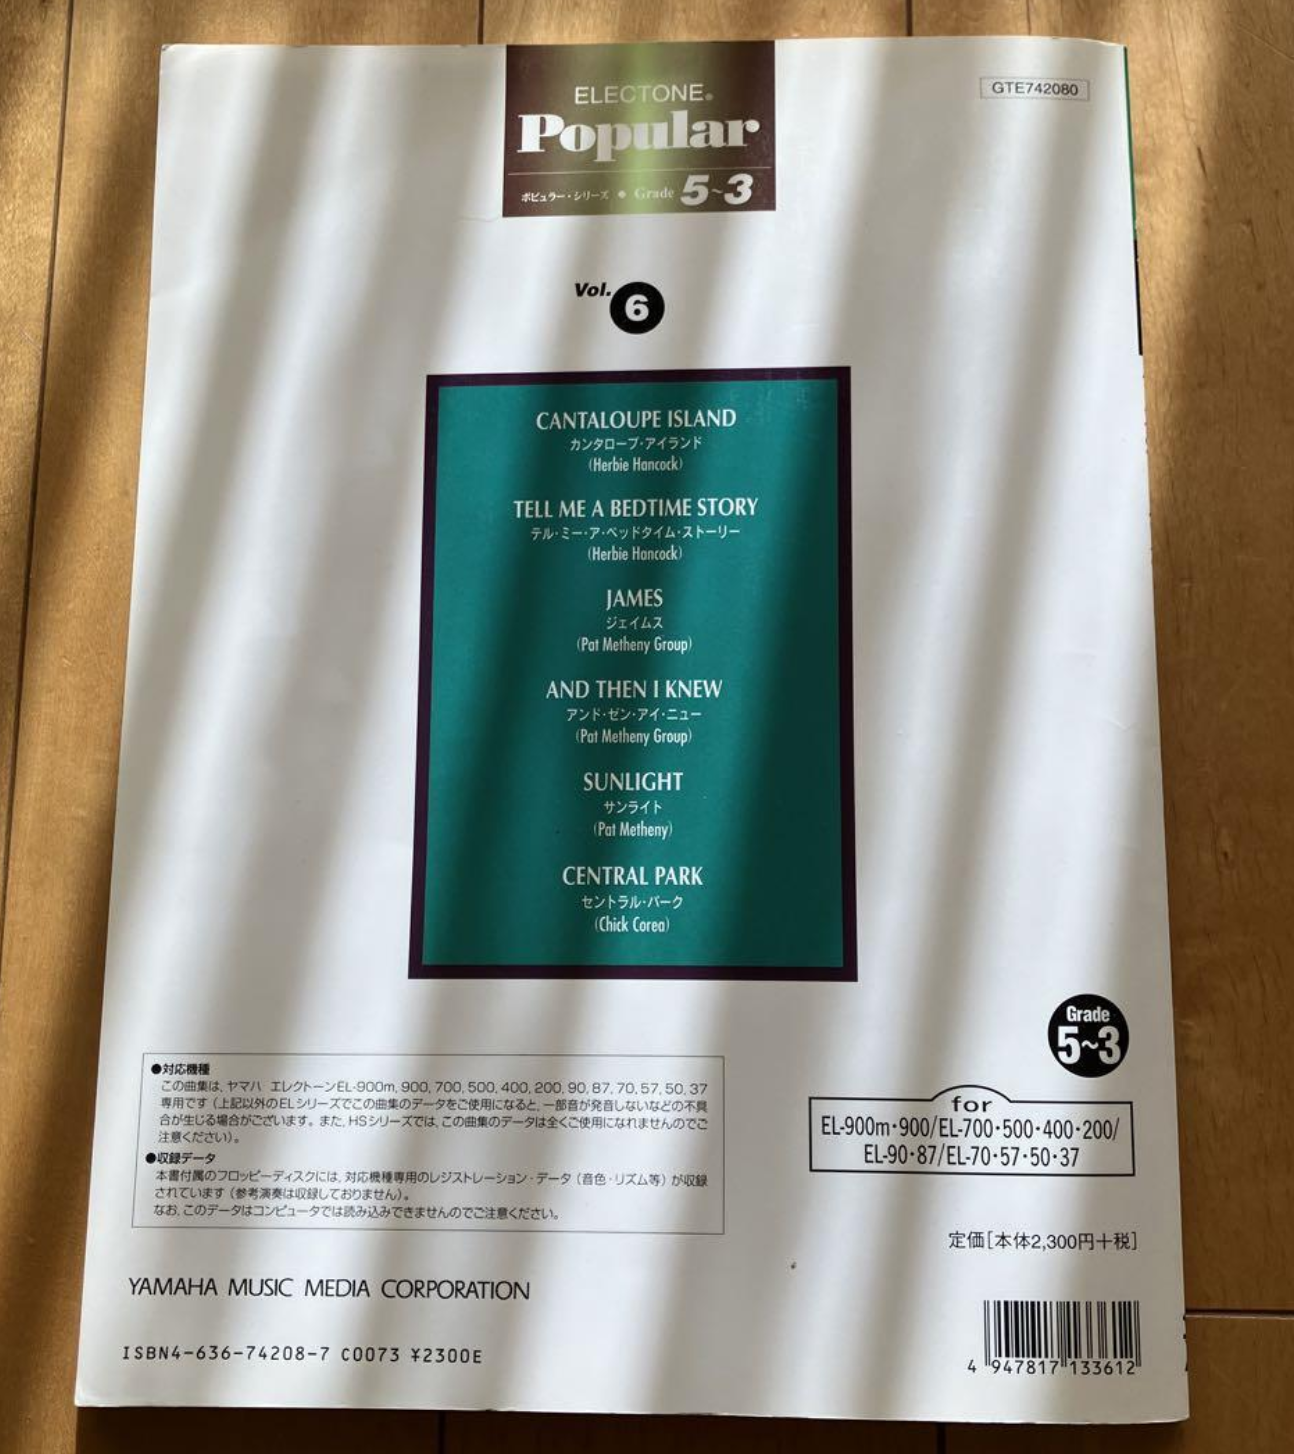 GTE742080
ELECTONE®
Popular
ポピュラー・シリーズ ● Grade 5~3
Vol. 6
CANTALOUPE ISLAND
カンタロープ・アイランド
(Herbie Hancock)
TELL ME A BEDTIME STORY
テル・ミー・ア・ベッドタイム・ストーリー
(Herbie Hancock)
JAMES
ジェイムス
(Pat Metheny Group)
AND THEN I KNEW
アンド・ゼン・アイ・ニュー
(Pat Metheny Group)
SUNLIGHT
サンライト
(Pat Metheny)
CENTRAL PARK
セントラル・パーク
(Chick Corea)
Grade
5~3
●対応機種
この曲集は, ヤマハ エレクトーンEL-900m, 900, 700, 500, 400, 200, 90, 87, 70, 57, 50, 37
専用です（上記以外のELシリーズでこの曲集のデータをご使用になると, 一部音が発音しないなどの不具
合が生じる場合がございます。また, HSシリーズでは, この曲集のデータは全くご使用になれませんのでご
注意ください）。
●収録データ
本書付属のフロッピーディスクには, 対応機種専用のレジストレーション・データ（音色・リズム等）が収録
されています（参考演奏は収録しておりません）。
なお, このデータはコンピュータでは読み込みできませんのでご注意ください。
for
EL-900m・900/EL-700・500・400・200/
EL-90・87/EL-70・57・50・37
定価[本体2,300円+税]
YAMAHA MUSIC MEDIA CORPORATION
ISBN4-636-74208-7 C0073 ¥2300E
4 947817 133612